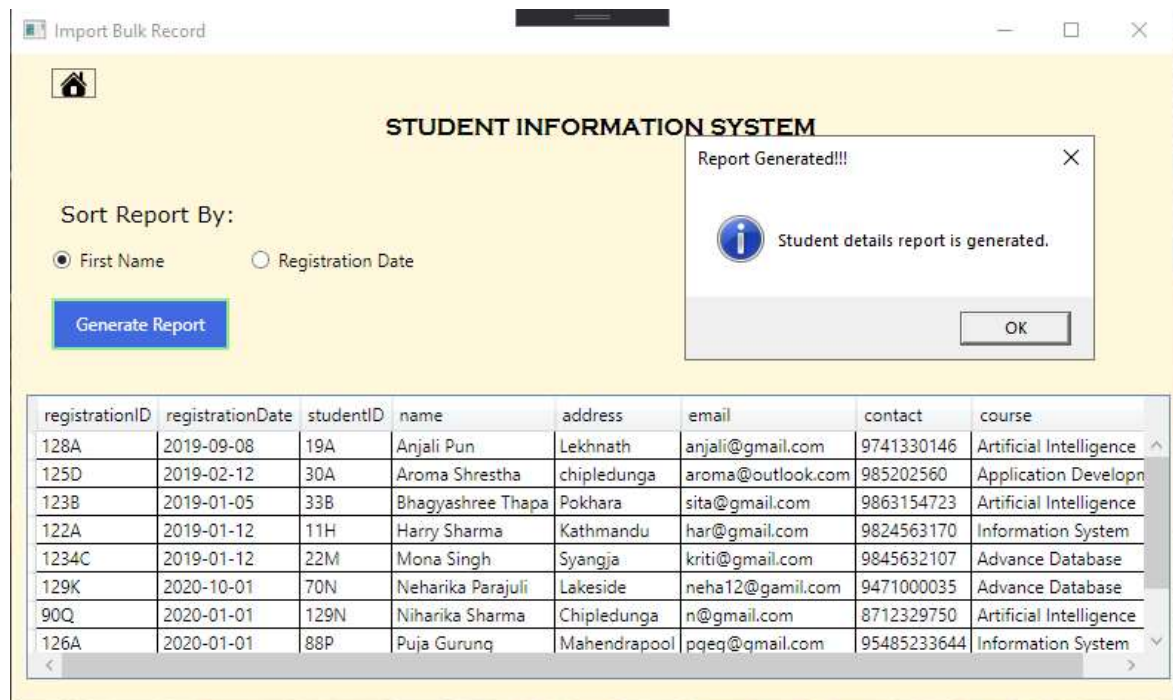 Import Bulk Record
STUDENT INFORMATION SYSTEM
Report Generated!!!
Student details report is generated.
OK
Sort Report By:
First Name Registration Date
Generate Report
registrationID registrationDate studentID name address email contact course
128A 2019-09-08 19A Anjali Pun Lekhnath anjali@gmail.com 9741330146 Artificial Intelligence
125D 2019-02-12 30A Aroma Shrestha chipledunga aroma@outlook.com 985202560 Application Developm
123B 2019-01-05 33B Bhagyashree Thapa Pokhara sita@gmail.com 9863154723 Artificial Intelligence
122A 2019-01-12 11H Harry Sharma Kathmandu har@gmail.com 9824563170 Information System
1234C 2019-01-12 22M Mona Singh Syangja kriti@gmail.com 9845632107 Advance Database
129K 2020-10-01 70N Neharika Parajuli Lakeside neha12@gamil.com 9471000035 Advance Database
90Q 2020-01-01 129N Niharika Sharma Chipledunga n@gmail.com 8712329750 Artificial Intelligence
126A 2020-01-01 88P Puja Gurung Mahendrapool pgeg@gmail.com 95485233644 Information System